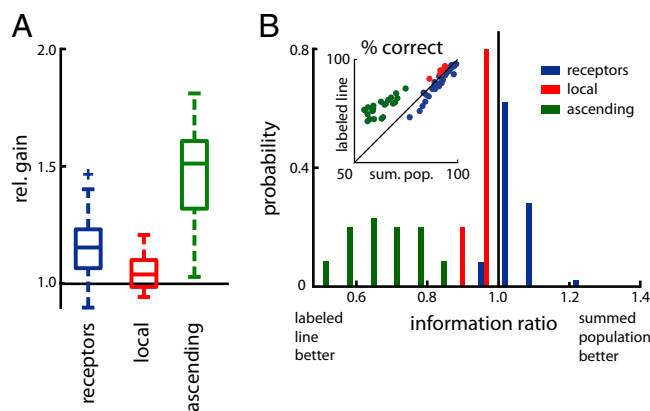 A
2.0
1.5
1.0
rel. gain
receptors
local
ascending
B
0.8
0.4
0
probability
% correct
100
labeled line
50
sum. pop.
100
receptors
local
ascending
0.6
0.8
1.0
1.2
1.4
labeled
line
better
information ratio
summed
population
better